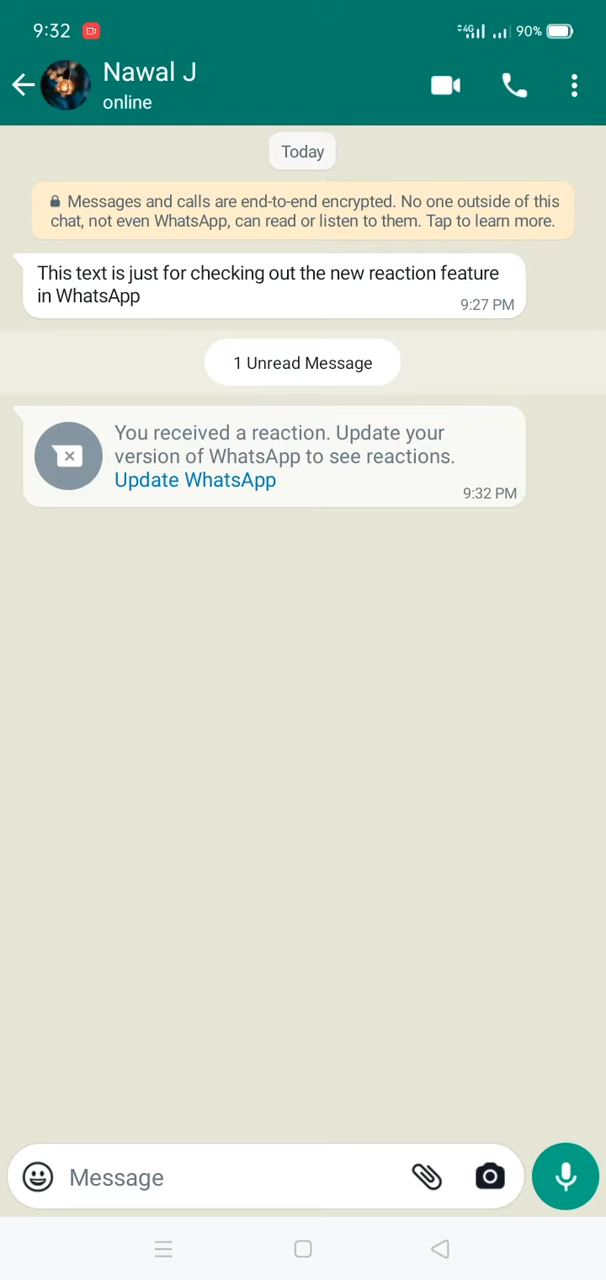 9:32
4G 90%
Nawal J
online
Today
Messages and calls are end-to-end encrypted. No one outside of this
chat, not even WhatsApp, can read or listen to them. Tap to learn more.
This text is just for checking out the new reaction feature
in WhatsApp
9:27 PM
1 Unread Message
You received a reaction. Update your
version of WhatsApp to see reactions.
Update WhatsApp
9:32 PM
Message